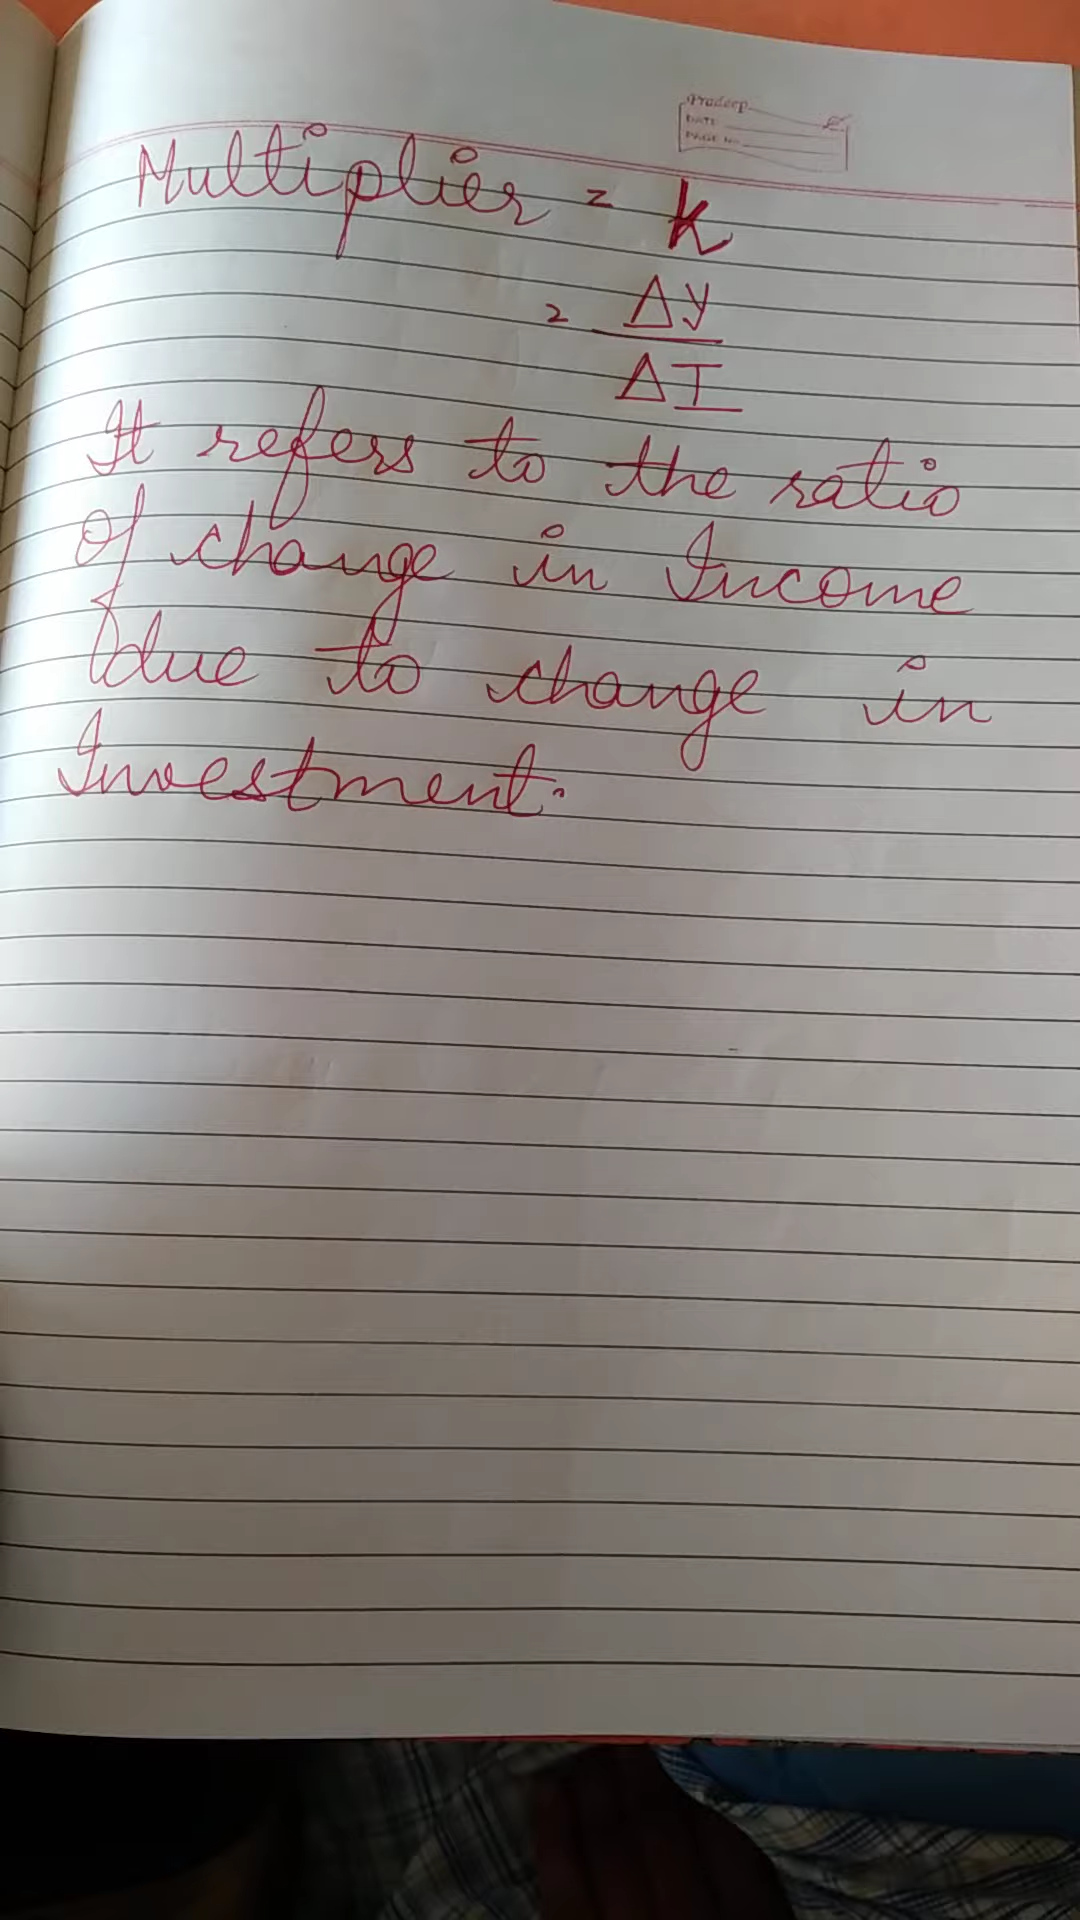 Pradeep
DATE
PAGE No.
Multiplier = k
= ΔY
ΔI
It refers to the ratio
of change in Income
due to change in
Investment.